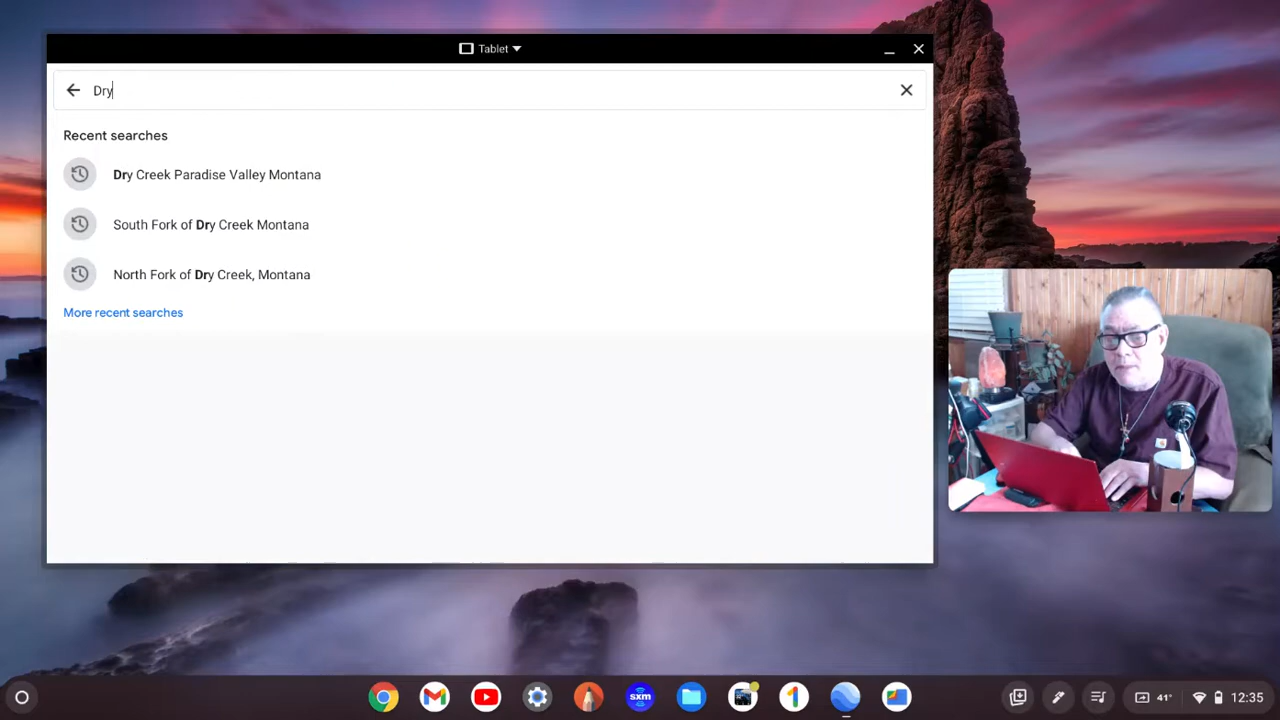 Tablet
Dry
Recent searches
Dry Creek Paradise Valley Montana
South Fork of Dry Creek Montana
North Fork of Dry Creek, Montana
More recent searches
sxm
1
41°
12:35